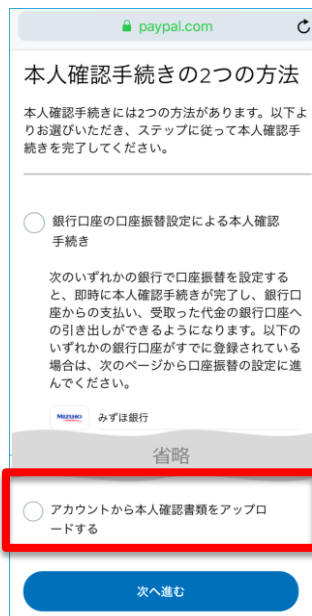 paypal.com
本人確認手続きの2つの方法
本人確認手続きには2つの方法があります。以下よ
りお選びいただき、ステップに従って本人確認手
続きを完了してください。
銀行口座の口座振替設定による本人確認
手続き
次のいずれかの銀行で口座振替を設定する
と、即時に本人確認手続きが完了し、銀行口
座からの支払い、受取った代金の銀行口座へ
の引き出しができるようになります。以下の
いずれかの銀行口座がすでに登録されている
場合は、次のページから口座振替の設定に進
んでください。
MIZUHO みずほ銀行
省略
アカウントから本人確認書類をアップロ
ードする
次へ進む